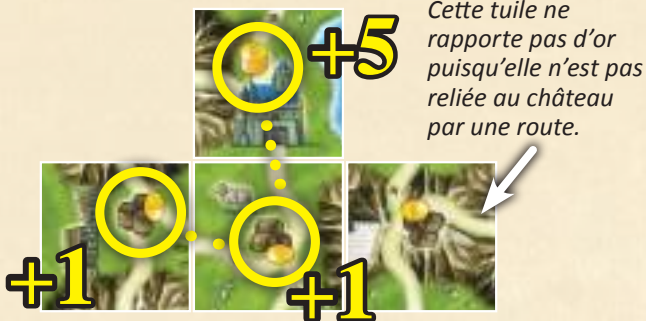 +5
Cette tuile ne
rapporte pas d'or
puisqu'elle n'est pas
reliée au château
par une route.
+1
+1